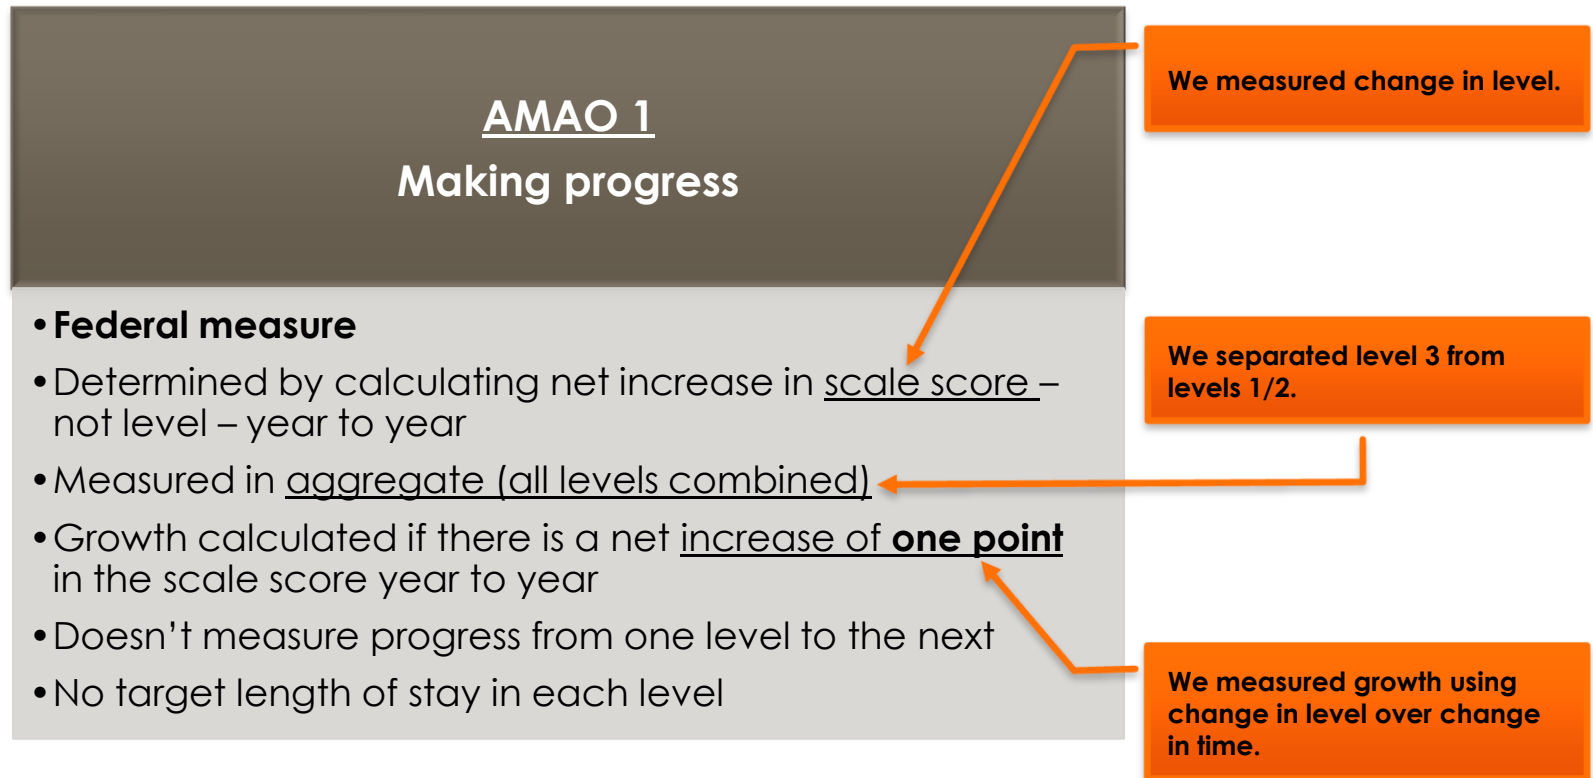 AMAO 1
Making progress
•Federal measure
•Determined by calculating net increase in scale score –
not level – year to year
•Measured in aggregate (all levels combined)
•Growth calculated if there is a net increase of one point
in the scale score year to year
•Doesn’t measure progress from one level to the next
•No target length of stay in each level
We measured change in level.
We separated level 3 from
levels 1/2.
We measured growth using
change in level over change
in time.